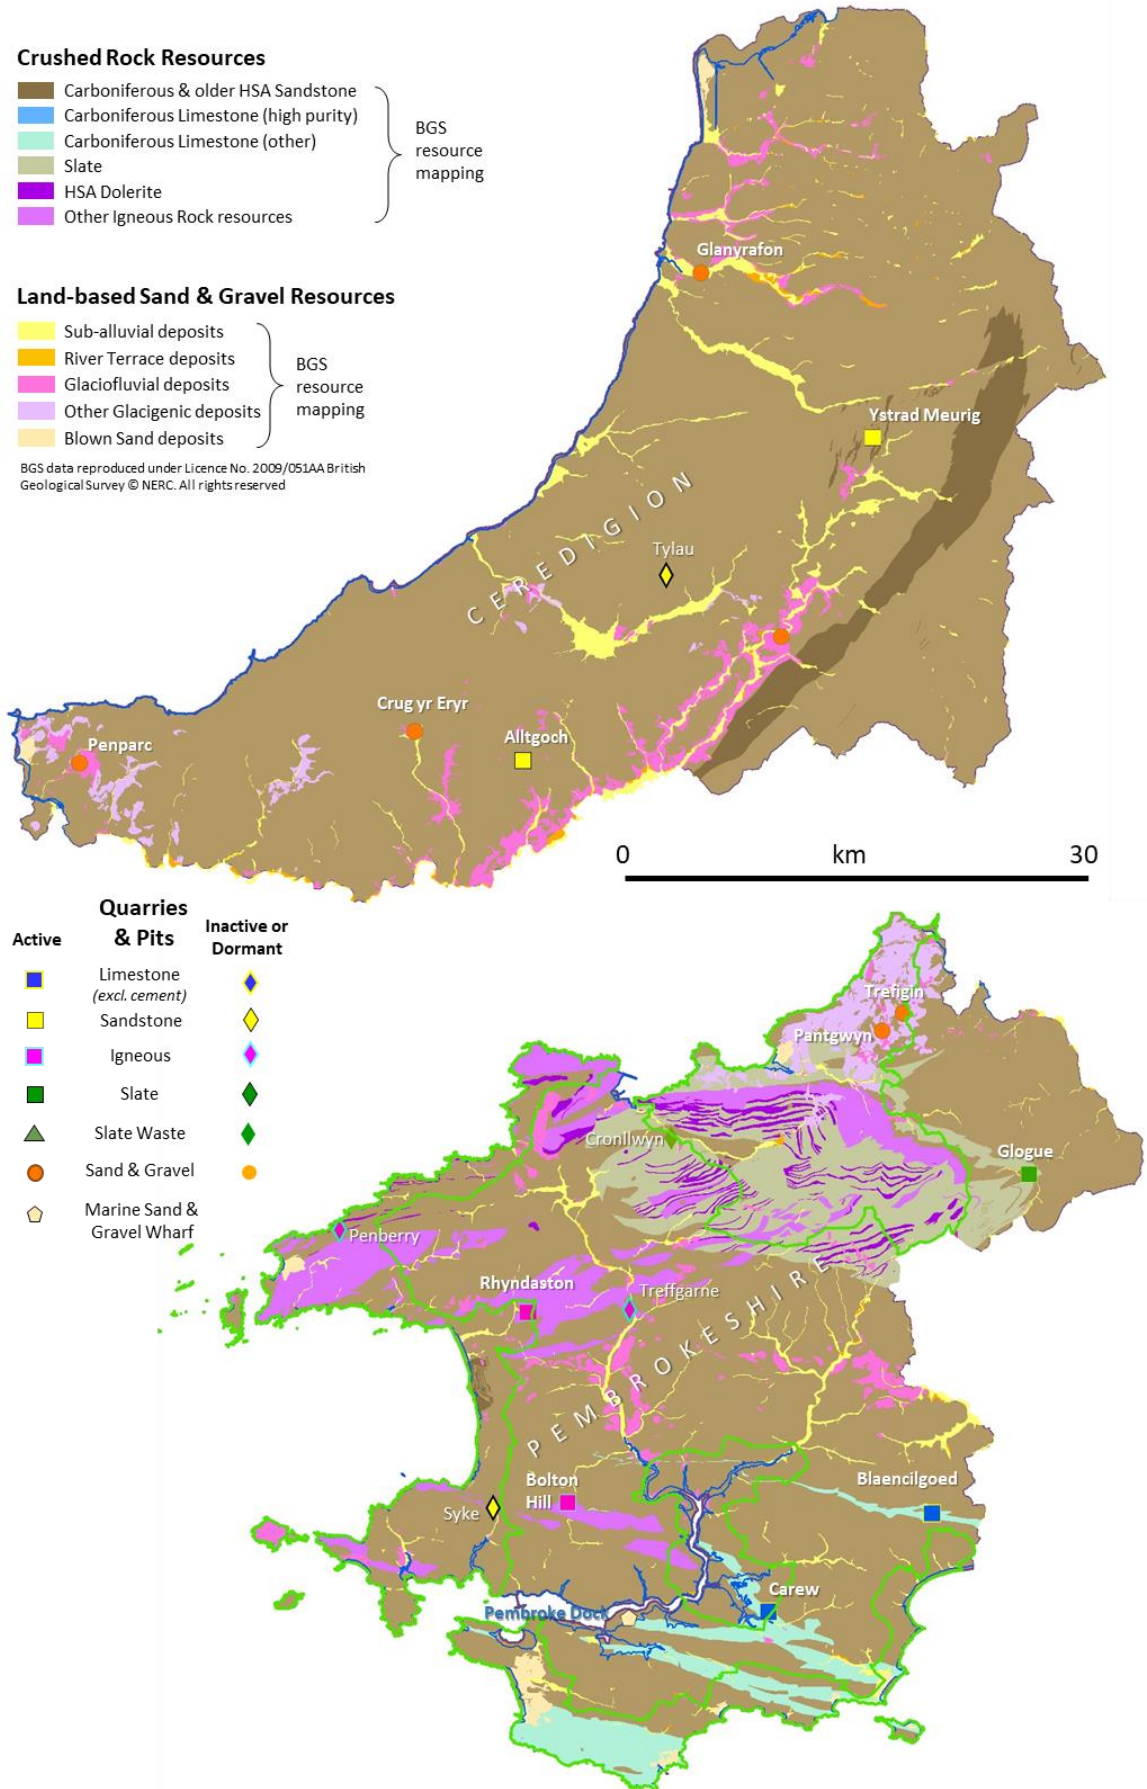 Crushed Rock Resources
Carboniferous & older HSA Sandstone
Carboniferous Limestone (high purity)
Carboniferous Limestone (other)
Slate
HSA Dolerite
Other Igneous Rock resources
BGS
resource
mapping
Land-based Sand & Gravel Resources
Sub-alluvial deposits
River Terrace deposits
Glaciofluvial deposits
Other Glacigenic deposits
Blown Sand deposits
BGS
resource
mapping
BGS data reproduced under Licence No. 2009/051AA British
Geological Survey © NERC. All rights reserved
Glanyrafon
Ystrad Meurig
CEREDIGION
Tylau
Crug yr Eryr
Alltgoch
Penparc
0 km 30
Quarries
& Pits
Active
Inactive or
Dormant
Limestone
(excl. cement)
Sandstone
Igneous
Slate
Slate Waste
Sand & Gravel
Marine Sand &
Gravel Wharf
Trefigin
Pantgwyn
Cronllwyn
Glogue
Penberry
Rhyndaston
Treffgarne
PEMBROKESHIRE
Bolton
Hill
Blaencilgoed
Syke
Carew
Pembroke Dock